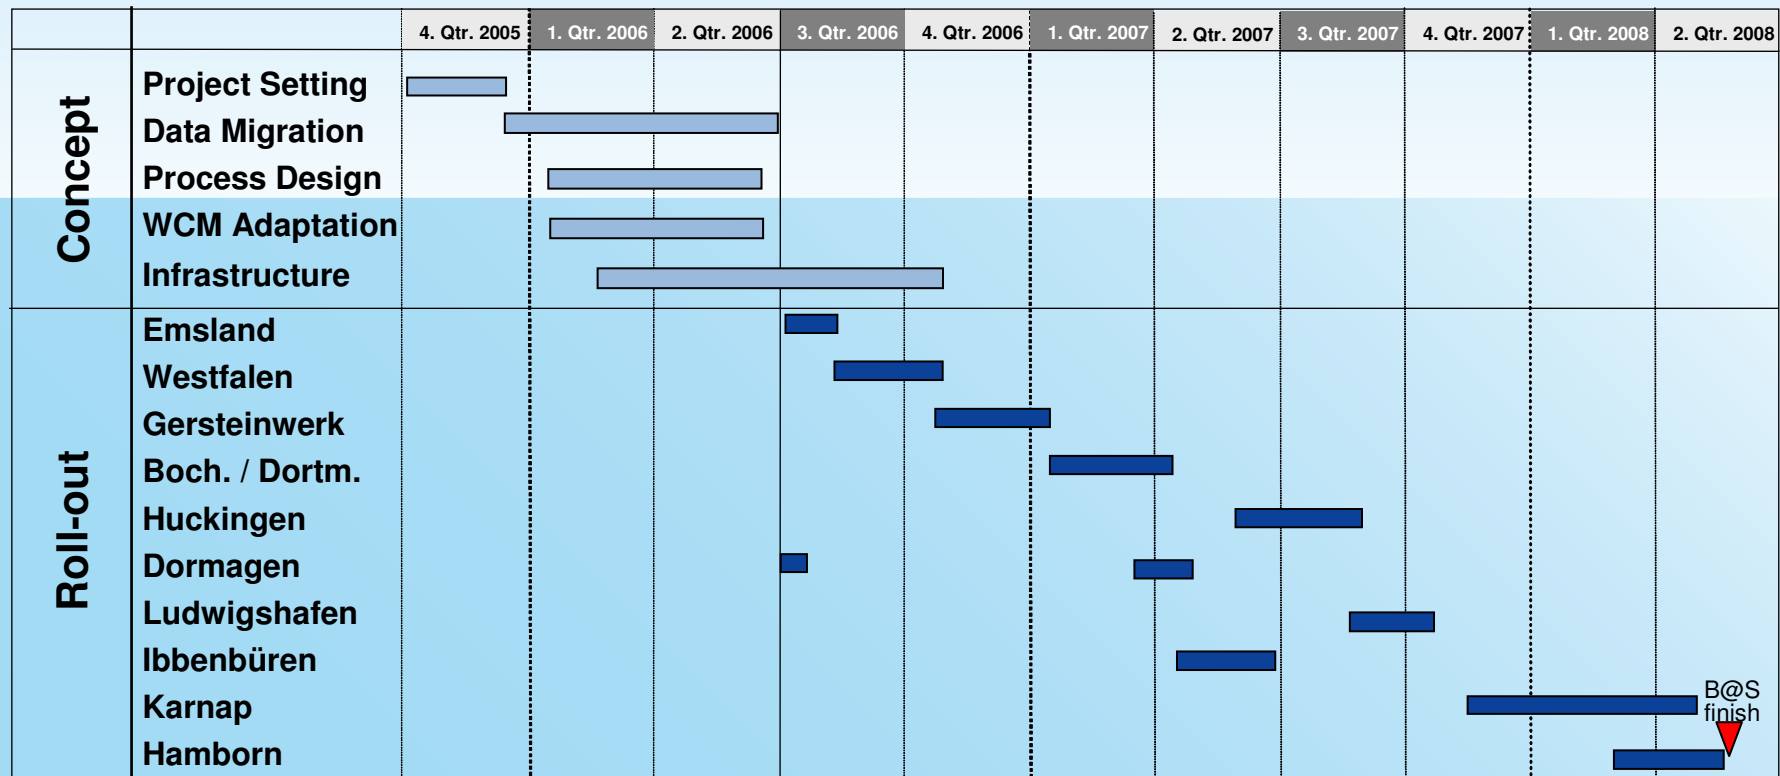 4. Qtr. 2005 1. Qtr. 2006 2. Qtr. 2006 3. Qtr. 2006 4. Qtr. 2006 1. Qtr. 2007 2. Qtr. 2007 3. Qtr. 2007 4. Qtr. 2007 1. Qtr. 2008 2. Qtr. 2008
Concept
Project Setting
Data Migration
Process Design
WCM Adaptation
Infrastructure
Roll-out
Emsland
Westfalen
Gersteinwerk
Boch. / Dortm.
Huckingen
Dormagen
Ludwigshafen
Ibbenbüren
Karnap
Hamborn
B@S
finish